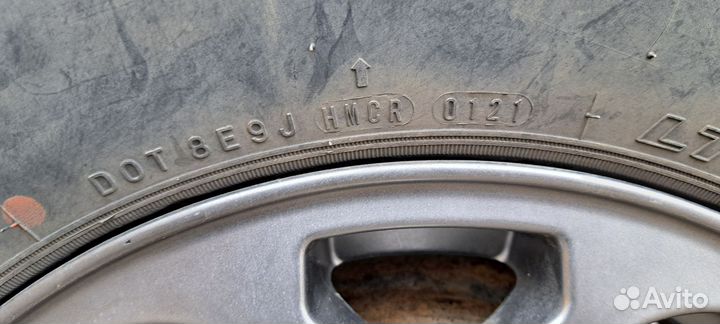 DOT 8E9J HMCR 0121 LT
Avito